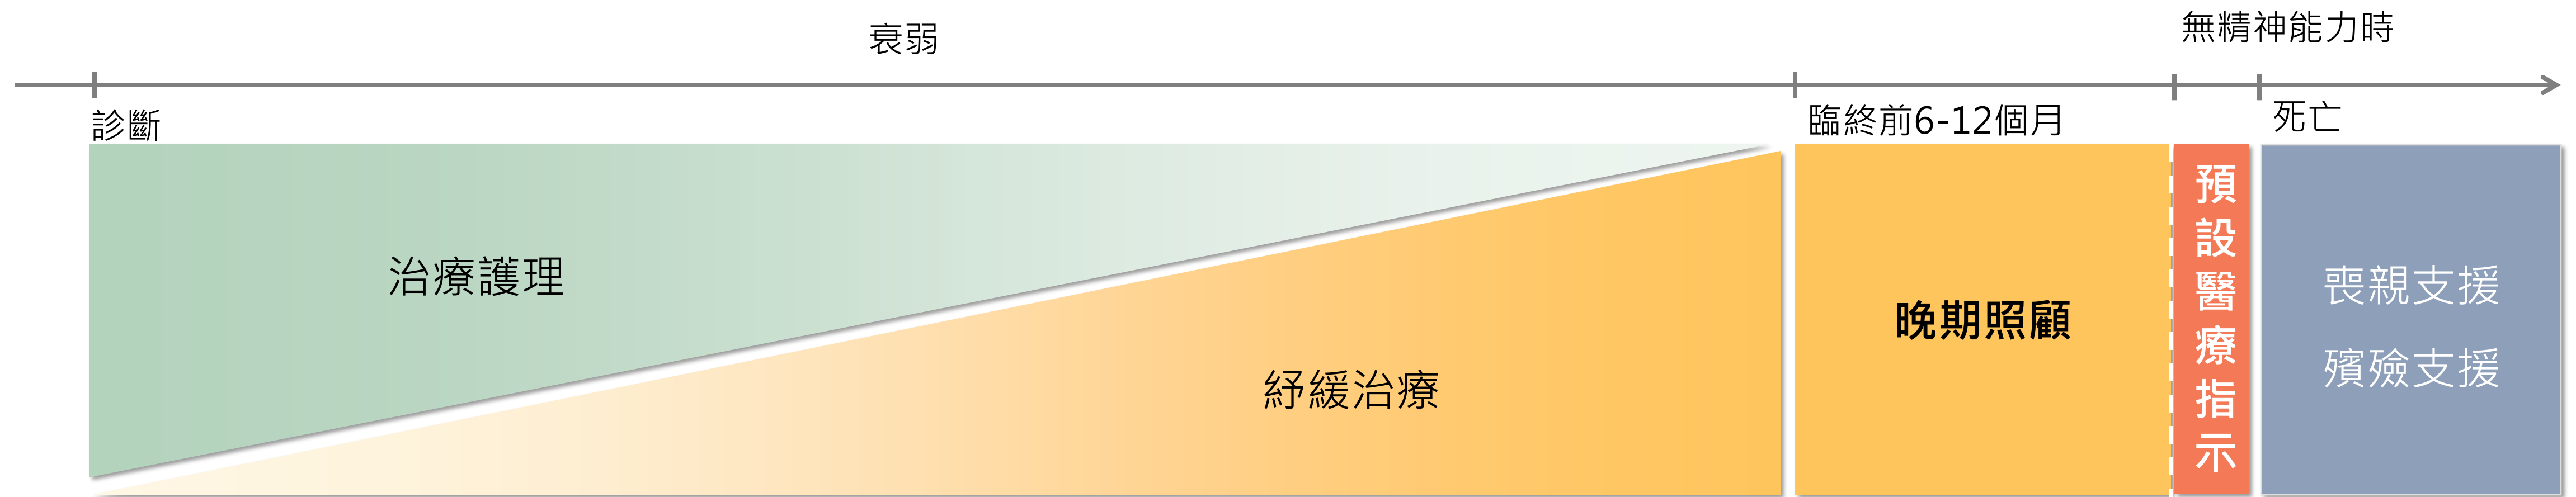 衰弱
無精神能力時
診斷
臨終前6-12個月
死亡
治療護理
紓緩治療
晚期照顧
預設醫療指示
喪親支援
殯殮支援